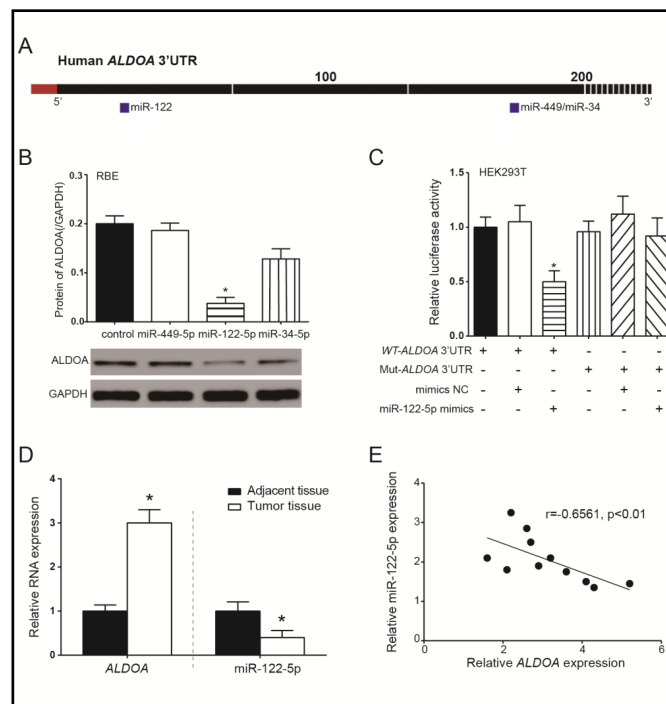 A
Human ALDOA 3'UTR
100
200
5'
3'
miR-122
miR-449/miR-34
B
RBE
Protein of ALDOA(/GAPDH)
0.3
0.2
0.1
0.0
control miR-449-5p miR-122-5p miR-34-5p
*
ALDOA
GAPDH
C
HEK293T
Relative luciferase activity
1.5
1.0
0.5
0.0
*
WT-ALDOA 3'UTR + + + - - -
Mut-ALDOA 3'UTR - - - + + +
mimics NC - + - - + -
miR-122-5p mimics - - + - - +
D
Adjacent tissue
Tumor tissue
Relative RNA expression
4
3
2
1
0
*
*
ALDOA
miR-122-5p
E
r=-0.6561, p<0.01
Relative miR-122-5p expression
4
3
2
1
0
0 2 4 6
Relative ALDOA expression